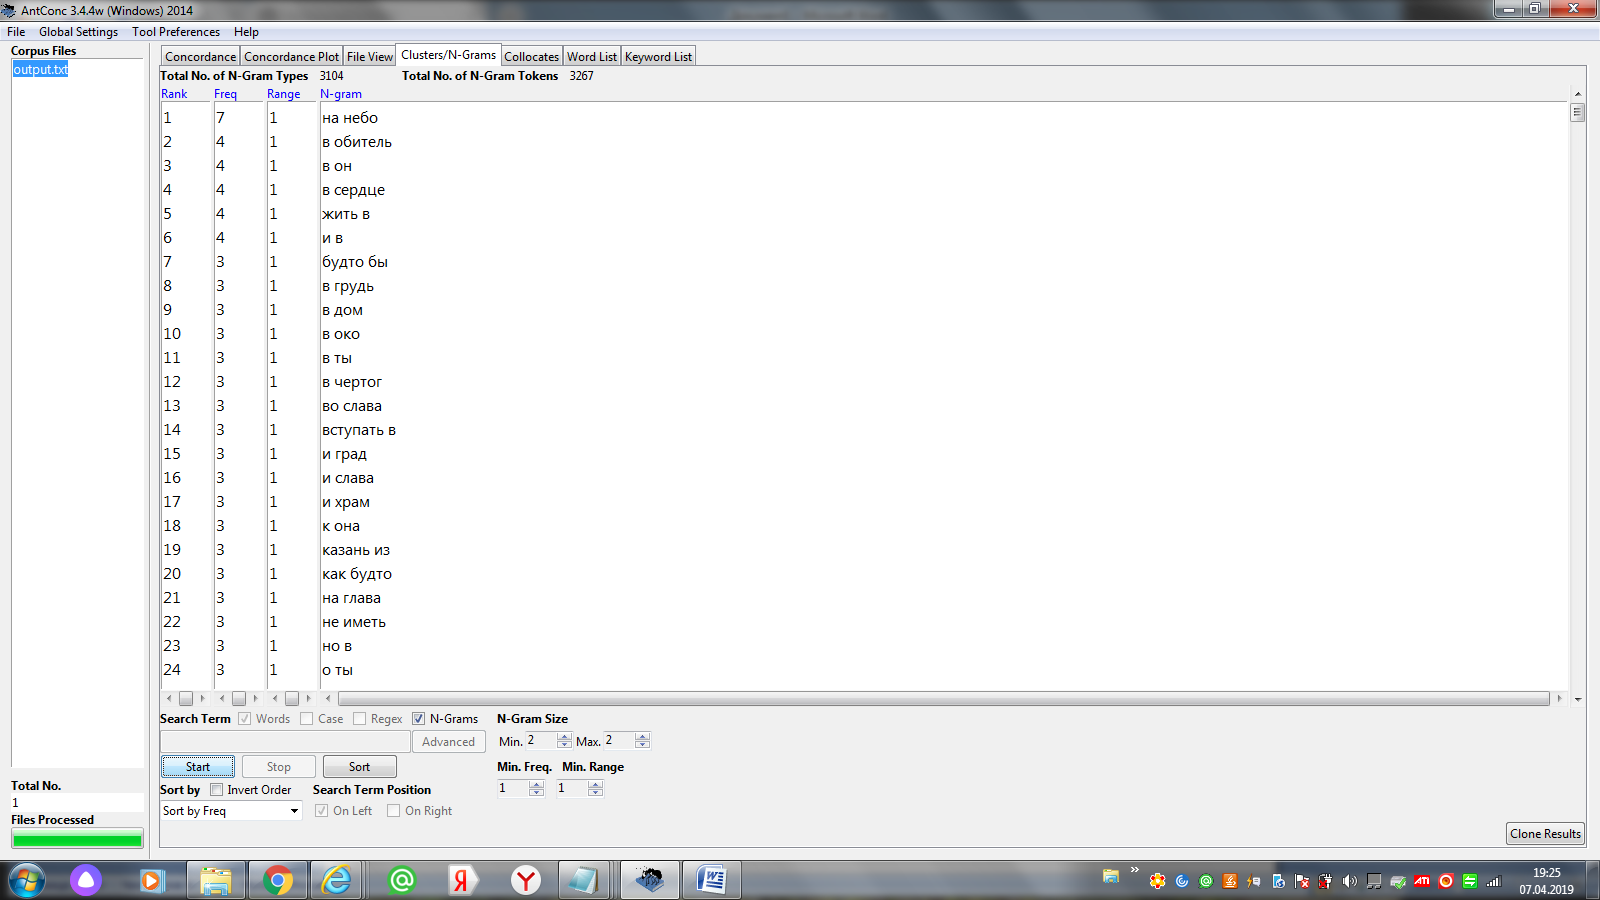 AntConc 3.4.4w (Windows) 2014
File Global Settings Tool Preferences Help
Corpus Files
output.txt
Concordance Concordance Plot File View Clusters/N-Grams Collocates Word List Keyword List
Total No. of N-Gram Types 3104 Total No. of N-Gram Tokens 3267
Rank Freq Range N-gram
1 7 1 на небо
2 4 1 в обитель
3 4 1 в он
4 4 1 в сердце
5 4 1 жить в
6 4 1 и в
7 3 1 будто бы
8 3 1 в грудь
9 3 1 в дом
10 3 1 в око
11 3 1 в ты
12 3 1 в чертог
13 3 1 во слава
14 3 1 вступать в
15 3 1 и град
16 3 1 и слава
17 3 1 и храм
18 3 1 к она
19 3 1 казань из
20 3 1 как будто
21 3 1 на глава
22 3 1 не иметь
23 3 1 но в
24 3 1 о ты
Search Term Words Case Regex N-Grams N-Gram Size
Advanced Min. 2 Max. 2
Start Stop Sort Min. Freq. Min. Range
Sort by Invert Order Search Term Position 1 1
Sort by Freq On Left On Right
Total No.
1
Files Processed
Clone Results
19:25
07.04.2019